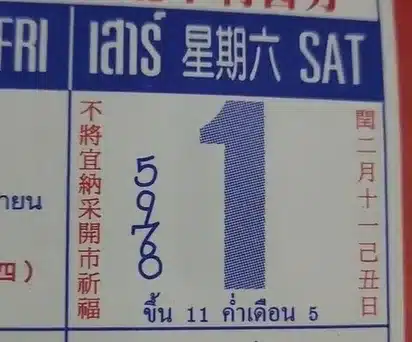 FRI เสาร์ 星期六 SAT
不將宜納采開市祈福
5
9
7
6
0
1
閏二月十一己丑日
ายน
四)
ขึ้น 11 ค่ำเดือน 5